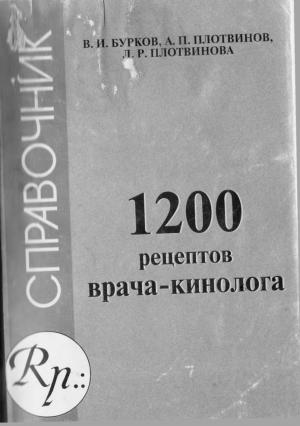 В. И. БУРКОВ, А. П. ПЛОТВИНОВ,
Л. Р. ПЛОТВИНОВА
СПРАВОЧНИК
1200
рецептов
врача-кинолога
Rp.: